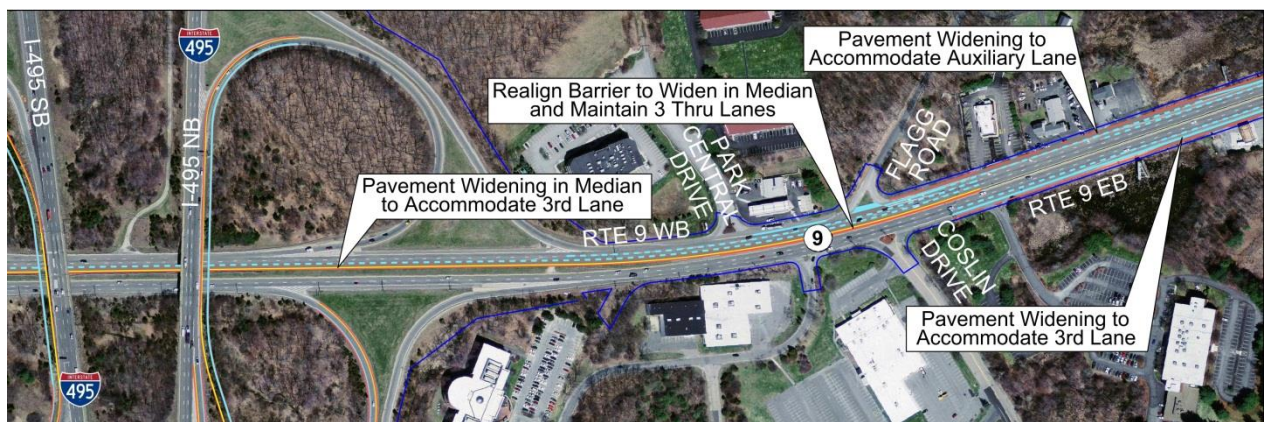 I-495 SB
INTERSTATE
495
I-495 NB
Pavement Widening in Median
to Accommodate 3rd Lane
Realign Barrier to Widen in Median
and Maintain 3 Thru Lanes
Pavement Widening to
Accommodate Auxiliary Lane
PARK
CENTRAL
DRIVE
FLAGG
ROAD
RTE 9 WB
9
RTE 9 EB
COSLIN
DRIVE
Pavement Widening to
Accommodate 3rd Lane
INTERSTATE
495